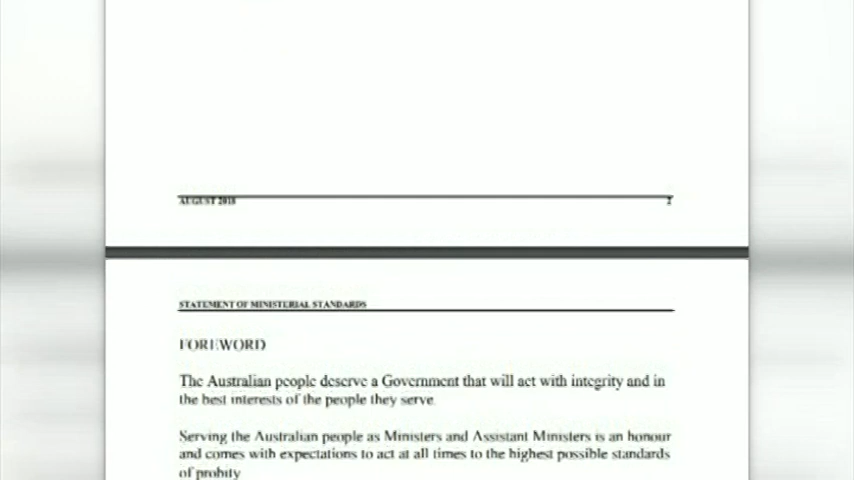 AUGUST 2018
2
STATEMENT OF MINISTERIAL STANDARDS
FOREWORD
The Australian people deserve a Government that will act with integrity and in
the best interests of the people they serve.
Serving the Australian people as Ministers and Assistant Ministers is an honour
and comes with expectations to act at all times to the highest possible standards
of probity